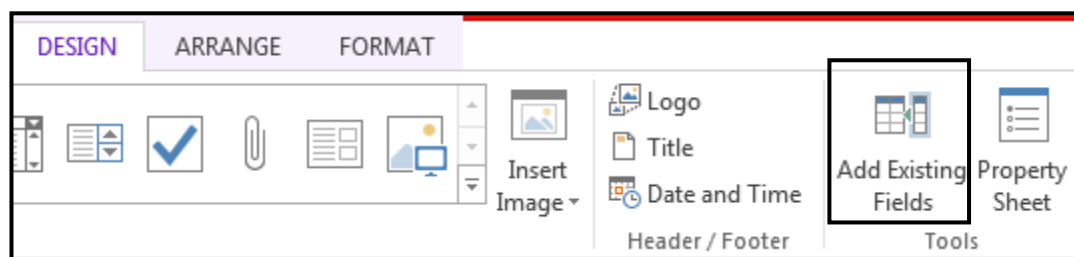 DESIGN ARRANGE FORMAT
Logo
Title
Date and Time
Insert
Image
Add Existing
Fields
Property
Sheet
Header / Footer
Tools